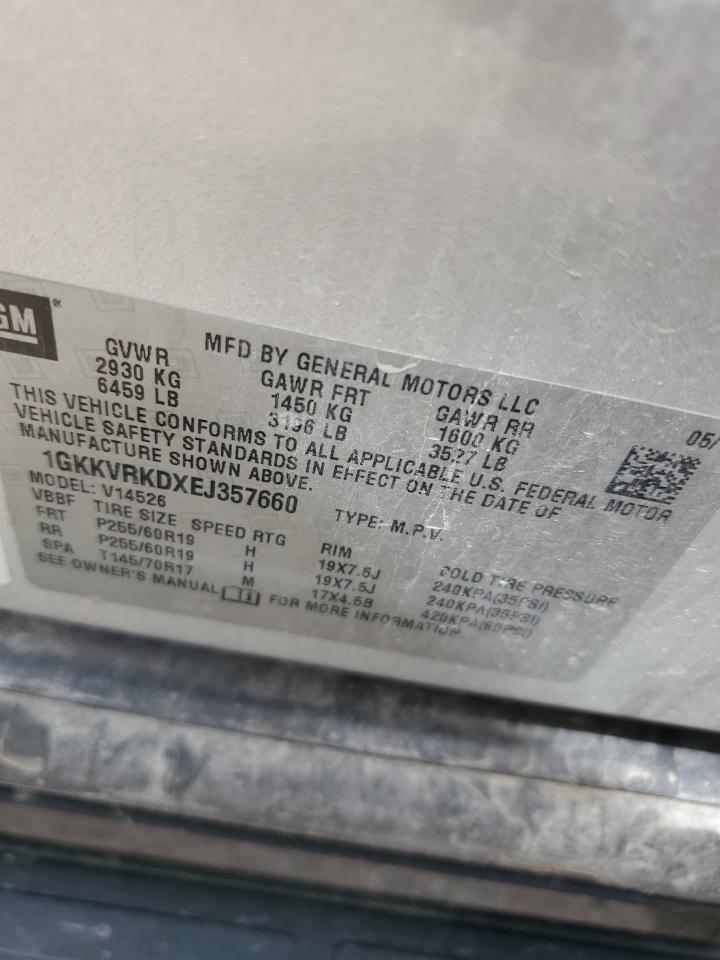 GM ®
MFD BY GENERAL MOTORS LLC 05/
GVWR GAWR FRT GAWR RR
2930 KG 1450 KG 1600 KG
6459 LB 3196 LB 3527 LB
THIS VEHICLE CONFORMS TO ALL APPLICABLE U.S. FEDERAL MOTOR
VEHICLE SAFETY STANDARDS IN EFFECT ON THE DATE OF
MANUFACTURE SHOWN ABOVE.
1GKKVRKDXEJ357660 TYPE: M.P.V.
MODEL: V14526
VBBF TIRE SIZE SPEED RTG RIM COLD TIRE PRESSURE
FRT P255/60R19 H 19X7.5J 240KPA(35PSI)
RR P255/60R19 H 19X7.5J 240KPA(35PSI)
SPA T145/70R17 M 17X4.5B 420KPA(60PSI)
SEE OWNER'S MANUAL FOR MORE INFORMATION